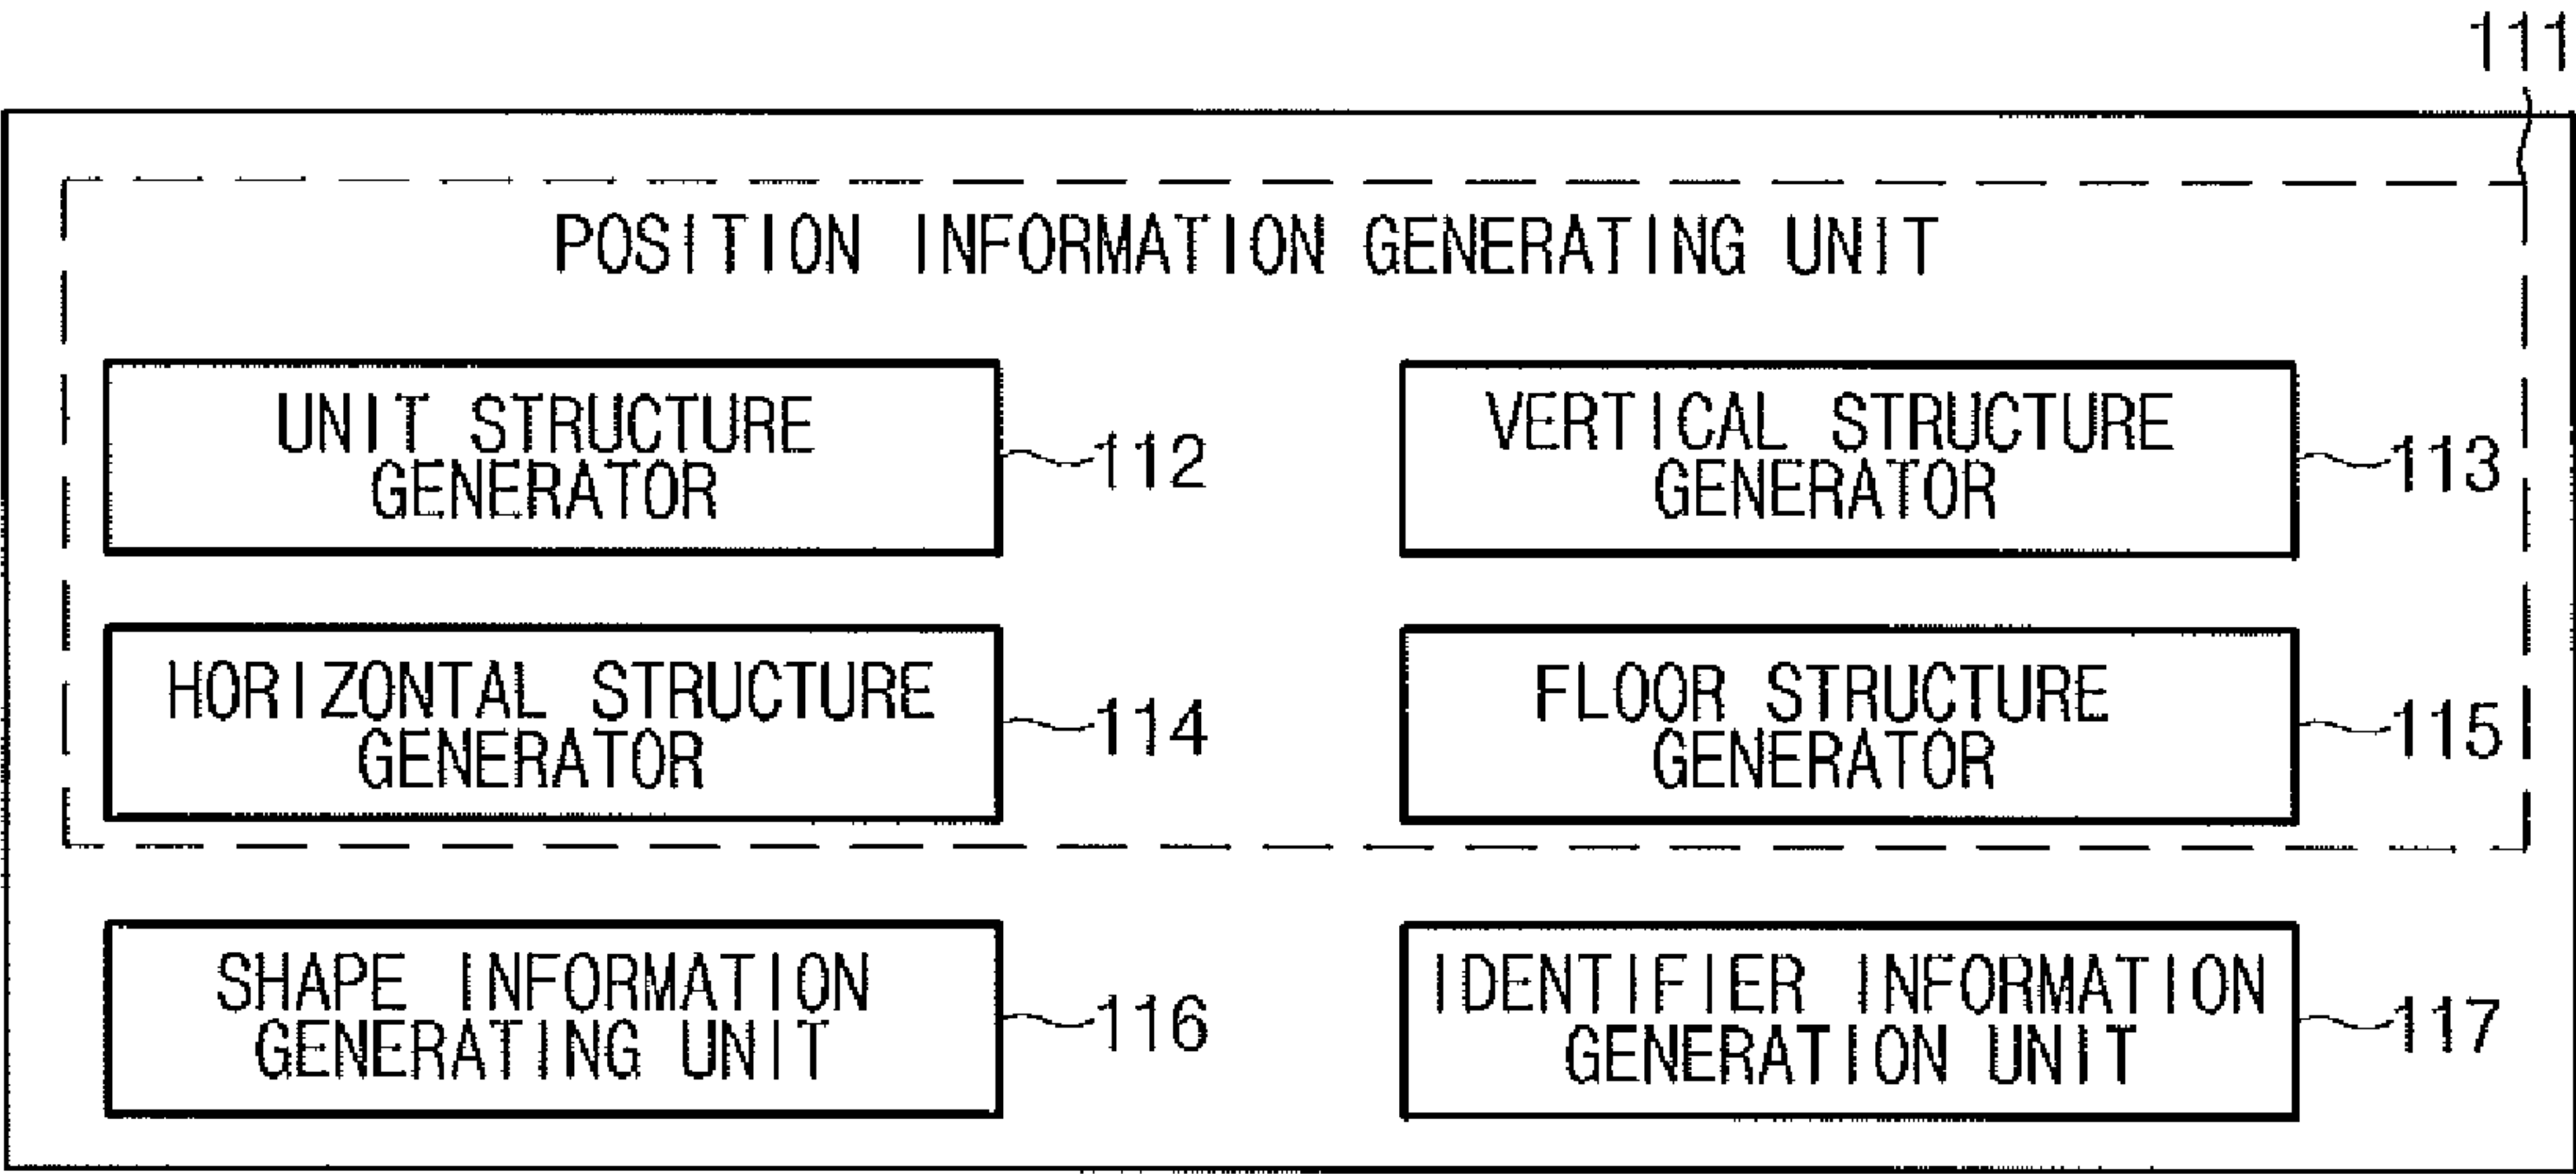 111
POSITION INFORMATION GENERATING UNIT
UNIT STRUCTURE
GENERATOR
112
VERTICAL STRUCTURE
GENERATOR
113
HORIZONTAL STRUCTURE
GENERATOR
114
FLOOR STRUCTURE
GENERATOR
115
SHAPE INFORMATION
GENERATING UNIT
116
IDENTIFIER INFORMATION
GENERATION UNIT
117